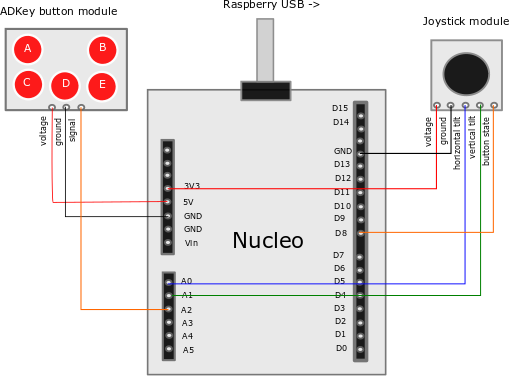 Raspberry USB ->
ADKey button module
Joystick module
A
B
C
D
E
voltage
ground
signal
voltage
ground
horizontal tilt
vertical tilt
button state
3V3
5V
GND
GND
Vin
A0
A1
A2
A3
A4
A5
Nucleo
D15
D14
GND
D13
D12
D11
D10
D9
D8
D7
D6
D5
D4
D3
D2
D1
D0